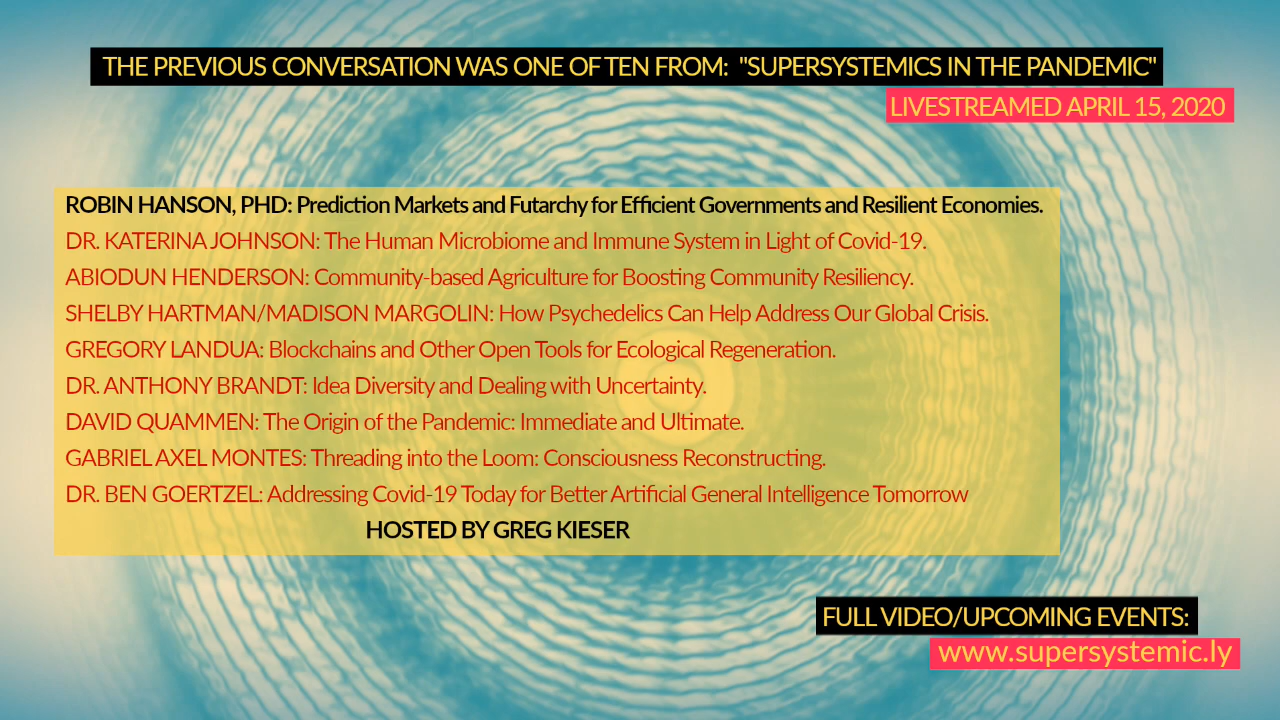 THE PREVIOUS CONVERSATION WAS ONE OF TEN FROM: "SUPERSYSTEMICS IN THE PANDEMIC"
LIVESTREAMED APRIL 15, 2020
ROBIN HANSON, PHD: Prediction Markets and Futarchy for Efficient Governments and Resilient Economies.
DR. KATERINA JOHNSON: The Human Microbiome and Immune System in Light of Covid-19.
ABIODUN HENDERSON: Community-based Agriculture for Boosting Community Resiliency.
SHELBY HARTMAN/MADISON MARGOLIN: How Psychedelics Can Help Address Our Global Crisis.
GREGORY LANDUA: Blockchains and Other Open Tools for Ecological Regeneration.
DR. ANTHONY BRANDT: Idea Diversity and Dealing with Uncertainty.
DAVID QUAMMEN: The Origin of the Pandemic: Immediate and Ultimate.
GABRIEL AXEL MONTES: Threading into the Loom: Consciousness Reconstructing.
DR. BEN GOERTZEL: Addressing Covid-19 Today for Better Artificial General Intelligence Tomorrow
HOSTED BY GREG KIESER
FULL VIDEO/UPCOMING EVENTS:
www.supersystemic.ly